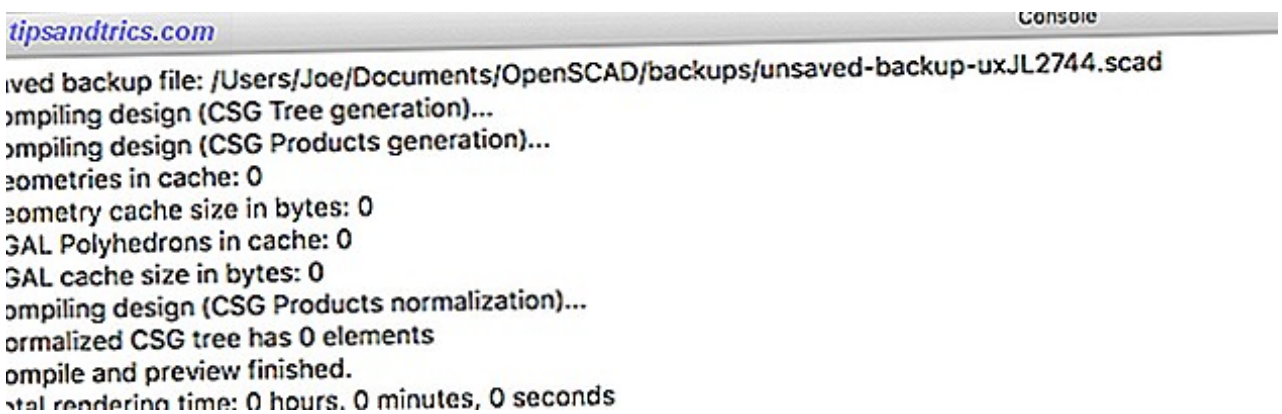 tipsandtrics.com
Console
ved backup file: /Users/Joe/Documents/OpenSCAD/backups/unsaved-backup-uxJL2744.scad
ompiling design (CSG Tree generation)...
ompiling design (CSG Products generation)...
eometries in cache: 0
eometry cache size in bytes: 0
GAL Polyhedrons in cache: 0
GAL cache size in bytes: 0
ompiling design (CSG Products normalization)...
ormalized CSG tree has 0 elements
ompile and preview finished.
otal rendering time: 0 hours, 0 minutes, 0 seconds